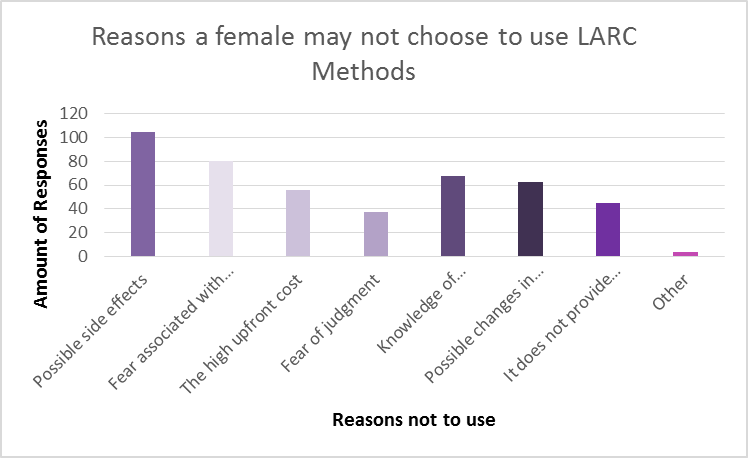 Reasons a female may not choose to use LARC
Methods
Amount of Responses
120
100
80
60
40
20
0
Possible side effects
Fear associated with...
The high upfront cost
Fear of judgment
Knowledge of...
Possible changes in...
It does not provide...
Other
Reasons not to use